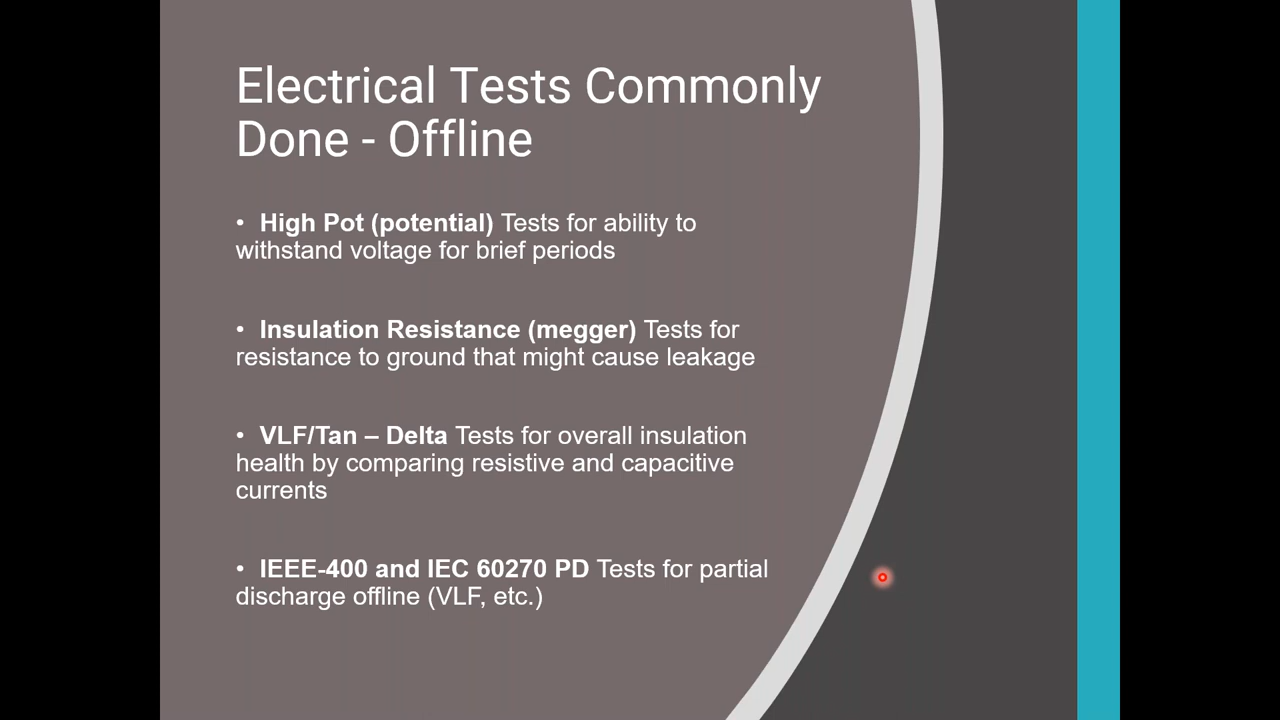 Electrical Tests Commonly
Done - Offline
• High Pot (potential) Tests for ability to
withstand voltage for brief periods
• Insulation Resistance (megger) Tests for
resistance to ground that might cause leakage
• VLF/Tan – Delta Tests for overall insulation
health by comparing resistive and capacitive
currents
• IEEE-400 and IEC 60270 PD Tests for partial
discharge offline (VLF, etc.)